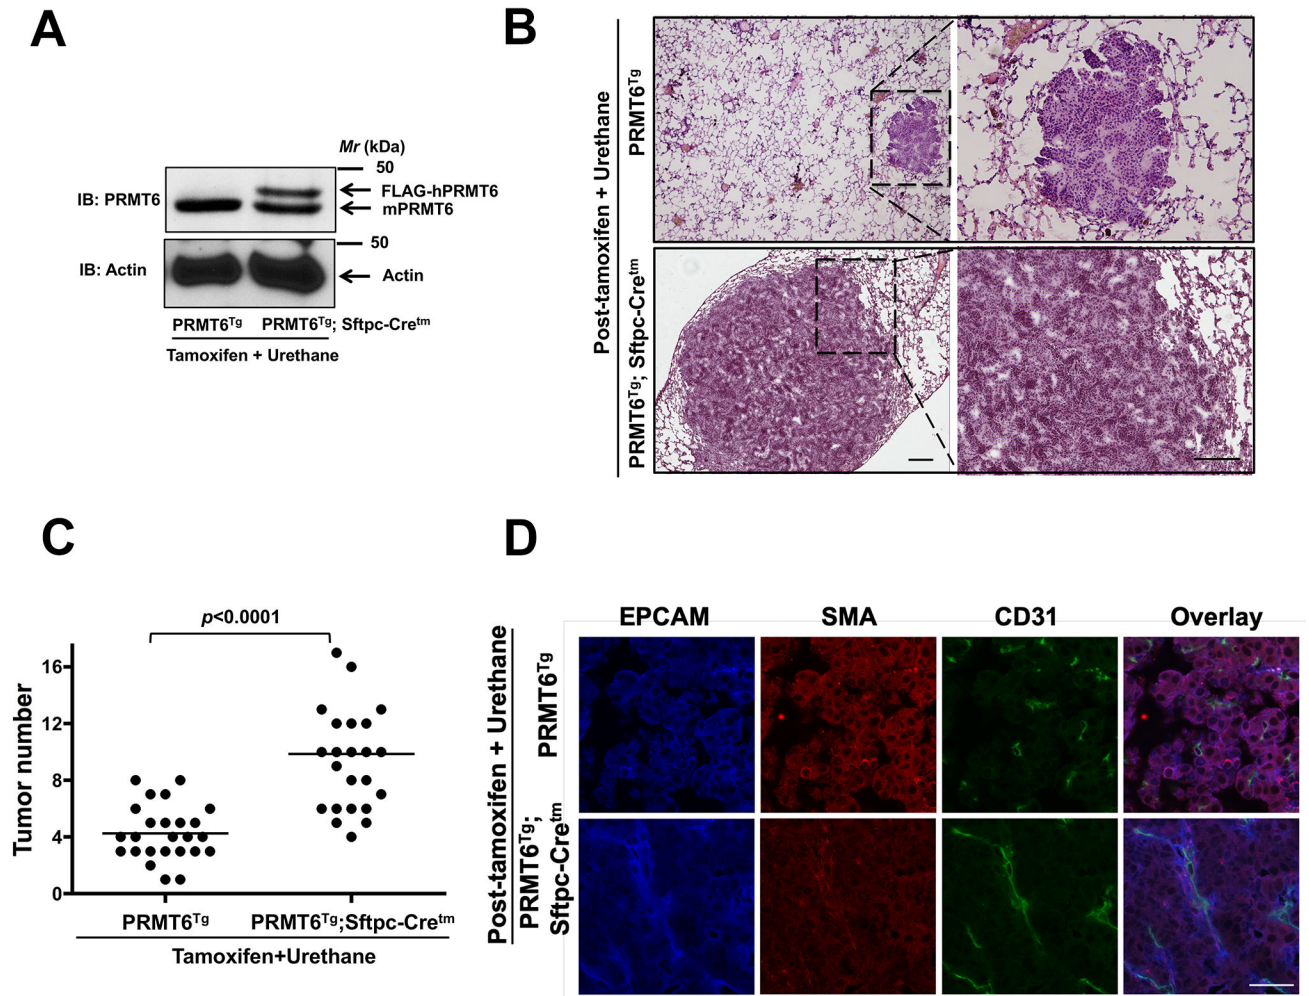 A
Mr (kDa)
50
IB: PRMT6
FLAG-hPRMT6
mPRMT6
50
IB: Actin
Actin
PRMT6Tg
PRMT6Tg; Sftpc-Cretm
Tamoxifen + Urethane
B
Post-tamoxifen + Urethane
PRMT6Tg
PRMT6Tg; Sftpc-Cretm
C
p<0.0001
Tumor number
16
12
8
4
0
PRMT6Tg
PRMT6Tg;Sftpc-Cretm
Tamoxifen+Urethane
D
EPCAM
SMA
CD31
Overlay
Post-tamoxifen + Urethane
PRMT6Tg
PRMT6Tg;
Sftpc-Cretm